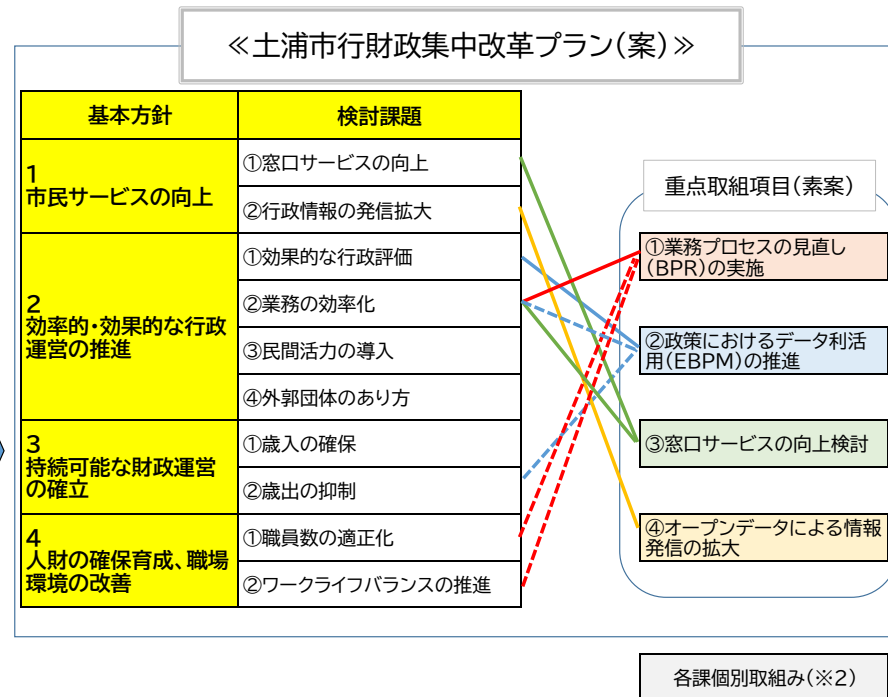 ≪土浦市行財政集中改革プラン(案)≫
基本方針
検討課題
1
市民サービスの向上
①窓口サービスの向上
②行政情報の発信拡大
2
効率的・効果的な行政
運営の推進
①効果的な行政評価
②業務の効率化
③民間活力の導入
④外郭団体のあり方
3
持続可能な財政運営
の確立
①歳入の確保
②歳出の抑制
4
人財の確保育成、職場
環境の改善
①職員数の適正化
②ワークライフバランスの推進
重点取組項目(素案)
①業務プロセスの見直し
(BPR)の実施
②政策におけるデータ利活
用(EBPM)の推進
③窓口サービスの向上検討
④オープンデータによる情報
発信の拡大
各課個別取組み(※2)